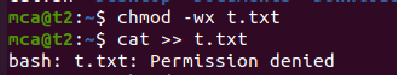 mca@t2:~$ chmod -wx t.txt
mca@t2:~$ cat >> t.txt
bash: t.txt: Permission denied